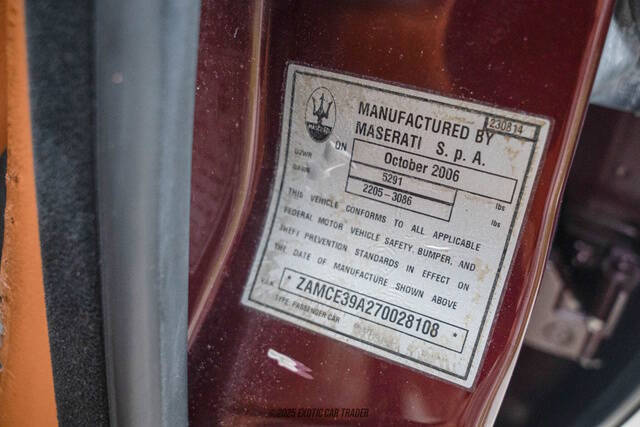 230814
MANUFACTURED BY
MASERATI S.p.A.
ON October 2006
GVWR 5291 lbs
GAWR 2205-3086 lbs
THIS VEHICLE CONFORMS TO ALL APPLICABLE
FEDERAL MOTOR VEHICLE SAFETY, BUMPER, AND
THEFT PREVENTION STANDARDS IN EFFECT ON
THE DATE OF MANUFACTURE SHOWN ABOVE
V.I.N. * ZAMCE39A270028108 *
TYPE PASSENGER CAR
©2025 EXOTIC CAR TRADER